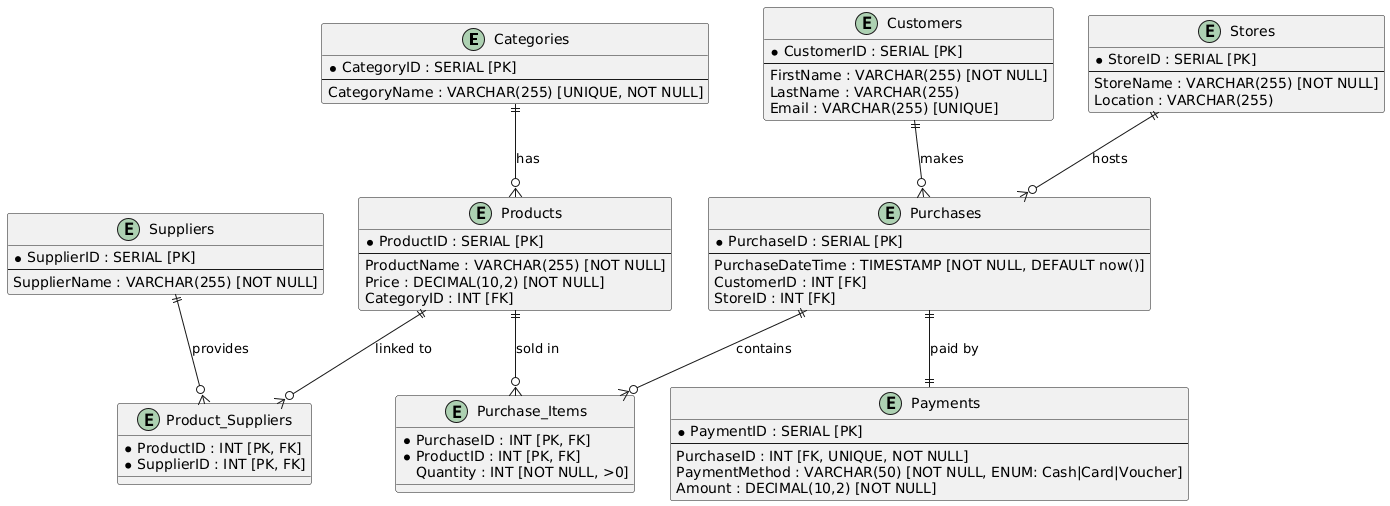 E Categories
CategoryID : SERIAL [PK]
CategoryName : VARCHAR(255) [UNIQUE, NOT NULL]
E Customers
CustomerID : SERIAL [PK]
FirstName : VARCHAR(255) [NOT NULL]
LastName : VARCHAR(255)
Email : VARCHAR(255) [UNIQUE]
E Stores
StoreID : SERIAL [PK]
StoreName : VARCHAR(255) [NOT NULL]
Location : VARCHAR(255)
has
makes
hosts
E Suppliers
SupplierID : SERIAL [PK]
SupplierName : VARCHAR(255) [NOT NULL]
E Products
ProductID : SERIAL [PK]
ProductName : VARCHAR(255) [NOT NULL]
Price : DECIMAL(10,2) [NOT NULL]
CategoryID : INT [FK]
E Purchases
PurchaseID : SERIAL [PK]
PurchaseDateTime : TIMESTAMP [NOT NULL, DEFAULT now()]
CustomerID : INT [FK]
StoreID : INT [FK]
provides
linked to
sold in
contains
paid by
E Product_Suppliers
ProductID : INT [PK, FK]
SupplierID : INT [PK, FK]
E Purchase_Items
PurchaseID : INT [PK, FK]
ProductID : INT [PK, FK]
Quantity : INT [NOT NULL, >0]
E Payments
PaymentID : SERIAL [PK]
PurchaseID : INT [FK, UNIQUE, NOT NULL]
PaymentMethod : VARCHAR(50) [NOT NULL, ENUM: Cash|Card|Voucher]
Amount : DECIMAL(10,2) [NOT NULL]